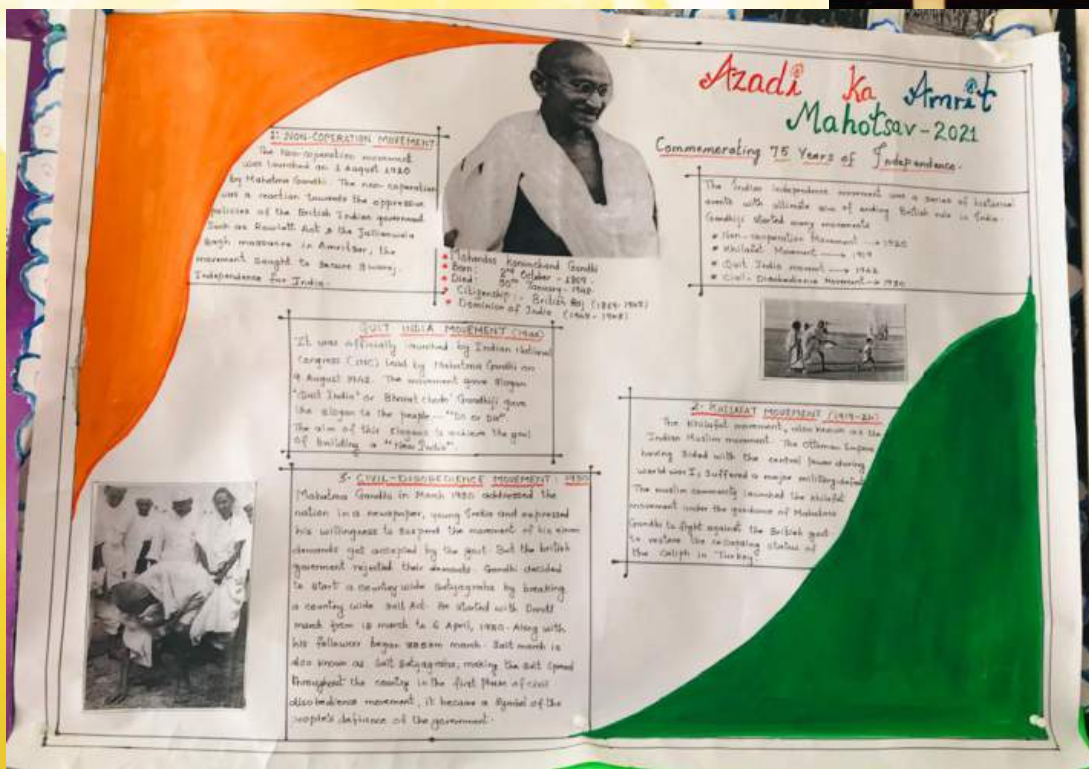 Azadi Ka Amrit
Mahotsav-2021
Commemorating 75 Years of Independence.
The Indian independence movement was a series of historical
events with ultimate aim of ending British rule in India.
Gandhiji started many movements
Non-cooperation Movement → 1920
Khilafat Movement → 1919
Quit India movment → 1942
Civil-Disobedience Movement → 1930
1: NON-COPERATION MOVEMENT
The Non-coperation movement
was launched on 1 August 1920
by Mahatma Gandhi. The non-coperation
was a reaction towards the oppressive
policies of the British Indian government
Such as Rowlatt Act & the Jallianwala
Bagh massacre in Amritsar, the
movement sought to secure Swaraj,
Independence for India.
Mohandas Karamchand Gandhi
Born: 2nd October - 1869.
Died: 30th January - 1948.
Citizenship :- British Raj (1869-1947)
Dominion of India (1947-1948)
QUIT INDIA MOVEMENT
It was officially launched by Indian National
Congress (INC) lead by Mahatma Gandhi on
9 August 1942. The movement gave slogan
"Quit India" or Bharat chodo. Gandhiji gave
the slogan to the people- "Do or Die".
The aim of this slogans to achieve the goal
of building a "New India".
2- KHILAFAT MOVEMENT (1919-24)
The Khilafat movement, also known as the
Indian Muslim movement. The Ottoman Empire
having sided with the central power during
world war I, suffered a major military defeat
The muslim community launched the khilafat
movement under the guidance of Mahatma
Gandhi to fight against the British govt
to restore the collapsing status of
the Caliph in Turkey.
3- CIVIL-DISOBEDIENCE MOVEMENT: 1930
Mahatma Gandhi in March 1930 addressed the
nation in a newspaper, young India and expressed
his willingness to suspend the movement if his eleven
demands get accepted by the govt. But the british
goverment rejected their demands. Gandhi decided
to start a country wide Satyagraha by breaking
a country wide salt Act. He started with Dandi
march from 12 march to 6 April, 1930. Along with
his follower began march. Salt march is
also known as Salt Satyagraha, making the salt spread
throughout the country in the first phase of civil
disobedience movement, it became a symbol of the
people's defiance of the government.